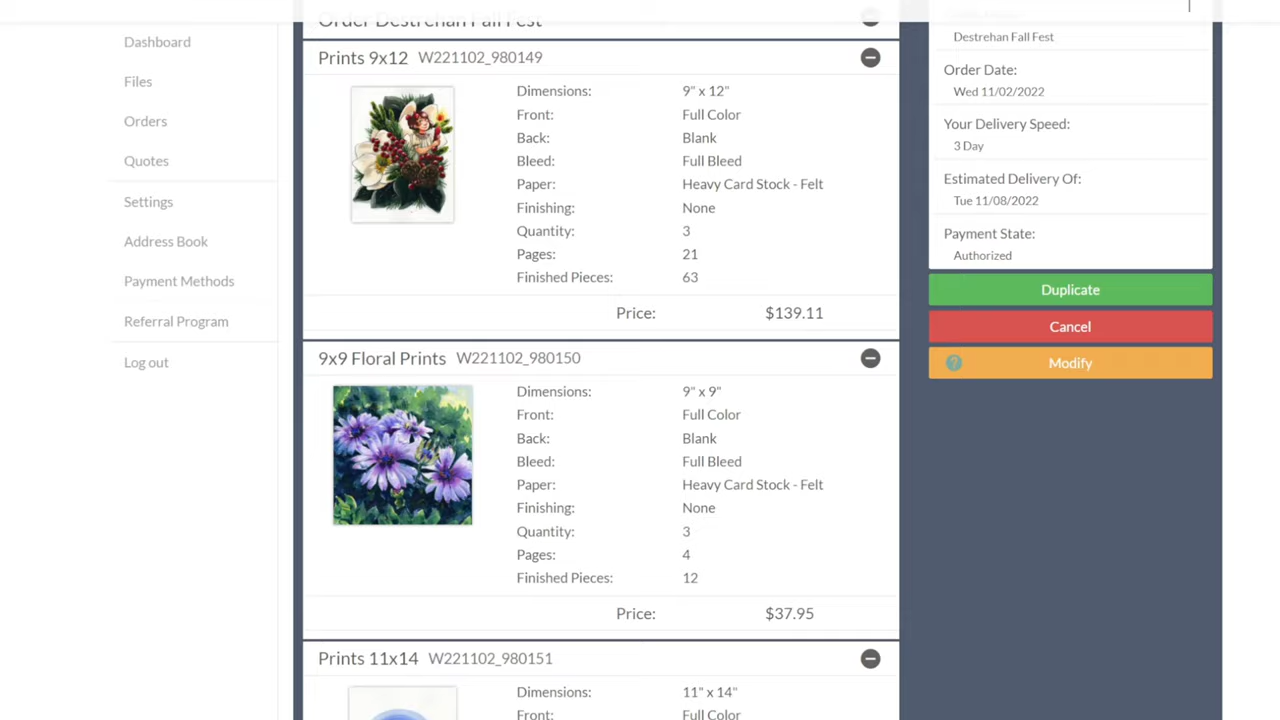 Dashboard
Files
Orders
Quotes
Settings
Address Book
Payment Methods
Referral Program
Log out
Order Destrehan Fall Fest
Prints 9x12 W221102_980149
Dimensions: 9" x 12"
Front: Full Color
Back: Blank
Bleed: Full Bleed
Paper: Heavy Card Stock - Felt
Finishing: None
Quantity: 3
Pages: 21
Finished Pieces: 63
Price: $139.11
9x9 Floral Prints W221102_980150
Dimensions: 9" x 9"
Front: Full Color
Back: Blank
Bleed: Full Bleed
Paper: Heavy Card Stock - Felt
Finishing: None
Quantity: 3
Pages: 4
Finished Pieces: 12
Price: $37.95
Prints 11x14 W221102_980151
Dimensions: 11" x 14"
Front: Full Color
Destrehan Fall Fest
Order Date:
Wed 11/02/2022
Your Delivery Speed:
3 Day
Estimated Delivery Of:
Tue 11/08/2022
Payment State:
Authorized
Duplicate
Cancel
? Modify